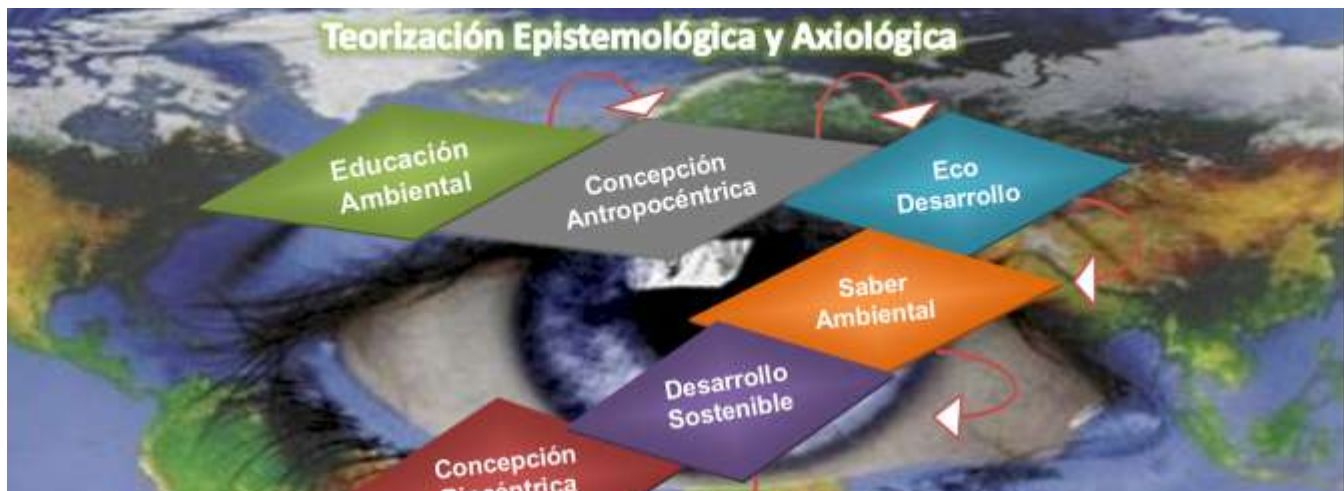 Teorización Epistemológica y Axiológica
Educación
Ambiental
Concepción
Antropocéntrica
Eco
Desarrollo
Saber
Ambiental
Desarrollo
Sostenible
Concepción